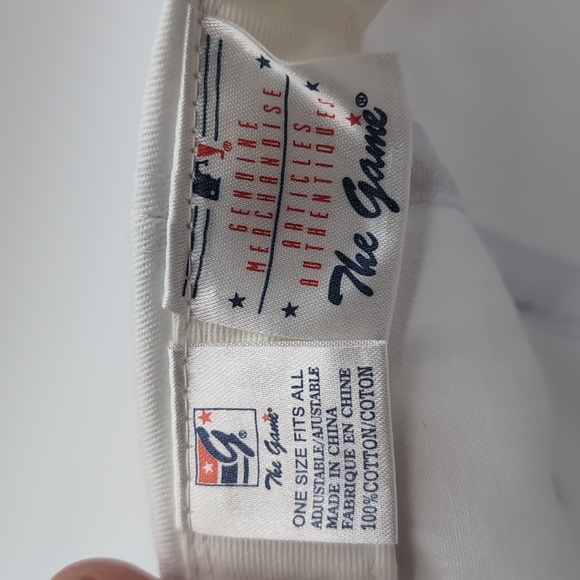 GENUINE
MERCHANDISE
ARTICLES
AUTHENTIQUES
The Game®
G®
The Game
ONE SIZE FITS ALL
ADJUSTABLE/AJUSTABLE
MADE IN CHINA
FABRIQUE EN CHINE
100%COTTON/COTON